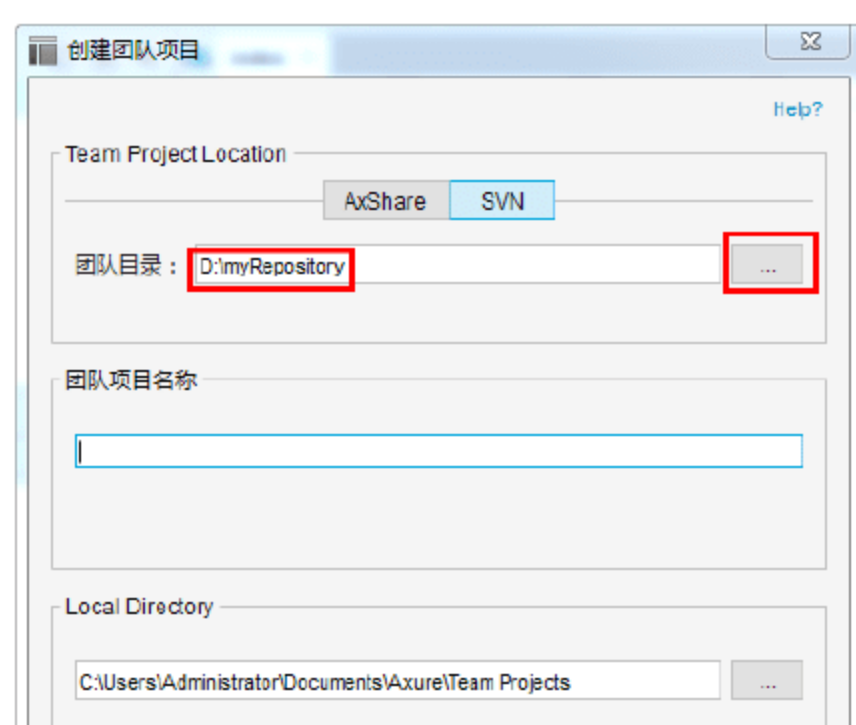 创建团队项目
Help?
Team Project Location
AxShare SVN
团队目录： D:\myRepository ...
团队项目名称
Local Directory
C:\Users\Administrator\Documents\Axure\Team Projects ...